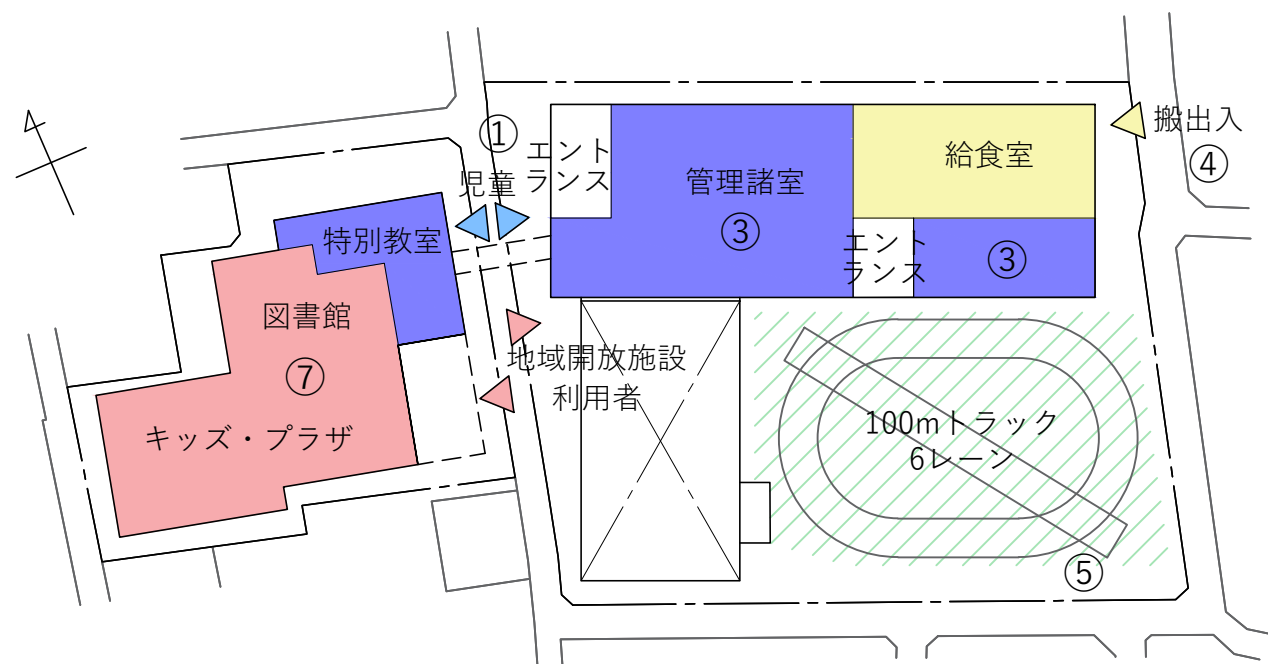 ①
エント
ランス
児童
管理諸室
③
給食室
搬出入
④
特別教室
エント
ランス
③
図書館
⑦
キッズ・プラザ
地域開放施設
利用者
100mトラック
6レーン
⑤